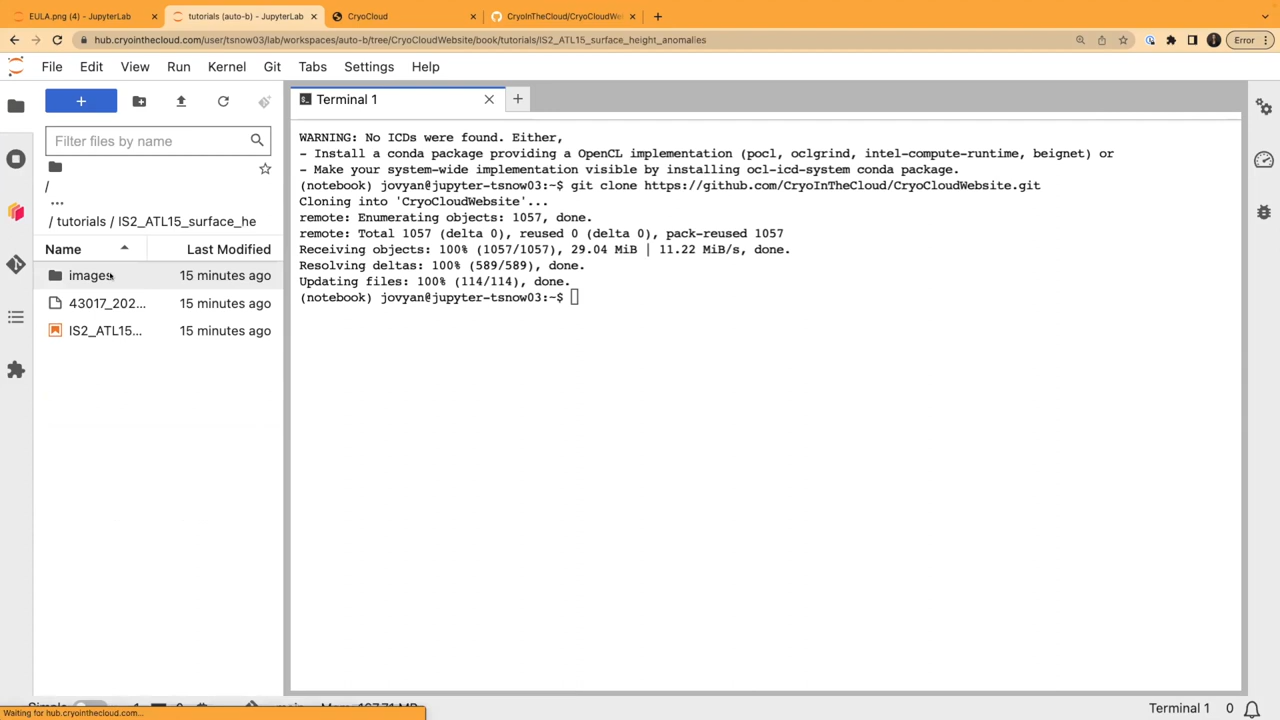 EULA.png (4) - JupyterLab
tutorials (auto-b) - JupyterLab
CryoCloud
CryoInTheCloud/CryoCloudWe
hub.cryointhecloud.com/user/tsnow03/lab/workspaces/auto-b/tree/CryoCloudWebsite/book/tutorials/IS2_ATL15_surface_height_anomalies
Error
File Edit View Run Kernel Git Tabs Settings Help
Filter files by name
/
...
/ tutorials / IS2_ATL15_surface_he
Name Last Modified
images 15 minutes ago
43017_202... 15 minutes ago
IS2_ATL15... 15 minutes ago
Terminal 1
WARNING: No ICDs were found. Either,
- Install a conda package providing a OpenCL implementation (pocl, oclgrind, intel-compute-runtime, beignet) or
- Make your system-wide implementation visible by installing ocl-icd-system conda package.
(notebook) jovyan@jupyter-tsnow03:~$ git clone https://github.com/CryoInTheCloud/CryoCloudWebsite.git
Cloning into 'CryoCloudWebsite'...
remote: Enumerating objects: 1057, done.
remote: Total 1057 (delta 0), reused 0 (delta 0), pack-reused 1057
Receiving objects: 100% (1057/1057), 29.04 MiB | 11.22 MiB/s, done.
Resolving deltas: 100% (589/589), done.
Updating files: 100% (114/114), done.
(notebook) jovyan@jupyter-tsnow03:~$
Waiting for hub.cryointhecloud.com...
Terminal 1 0